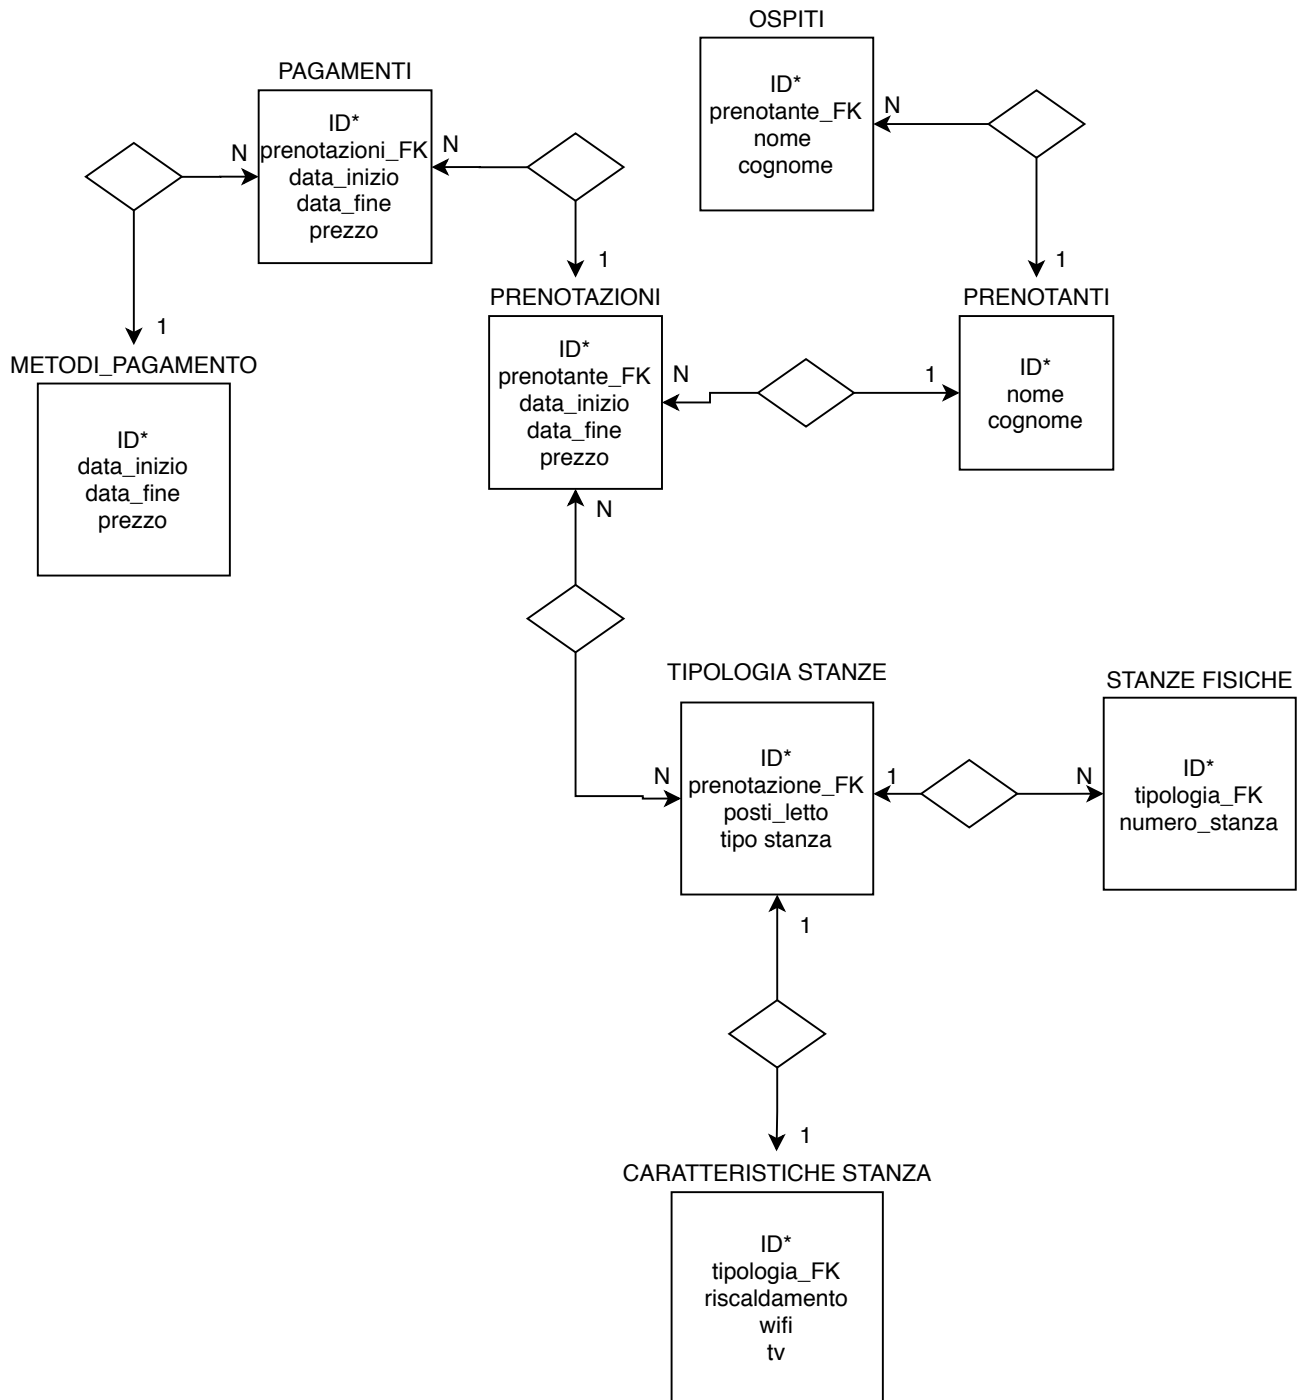 OSPITI
ID*
prenotante_FK
nome
cognome
N
1
PAGAMENTI
ID*
prenotazioni_FK
data_inizio
data_fine
prezzo
N
N
1
1
METODI_PAGAMENTO
ID*
data_inizio
data_fine
prezzo
PRENOTAZIONI
ID*
prenotante_FK
data_inizio
data_fine
prezzo
N
1
N
PRENOTANTI
ID*
nome
cognome
TIPOLOGIA STANZE
ID*
prenotazione_FK
posti_letto
tipo stanza
N
1
N
1
STANZE FISICHE
ID*
tipologia_FK
numero_stanza
1
CARATTERISTICHE STANZA
ID*
tipologia_FK
riscaldamento
wifi
tv